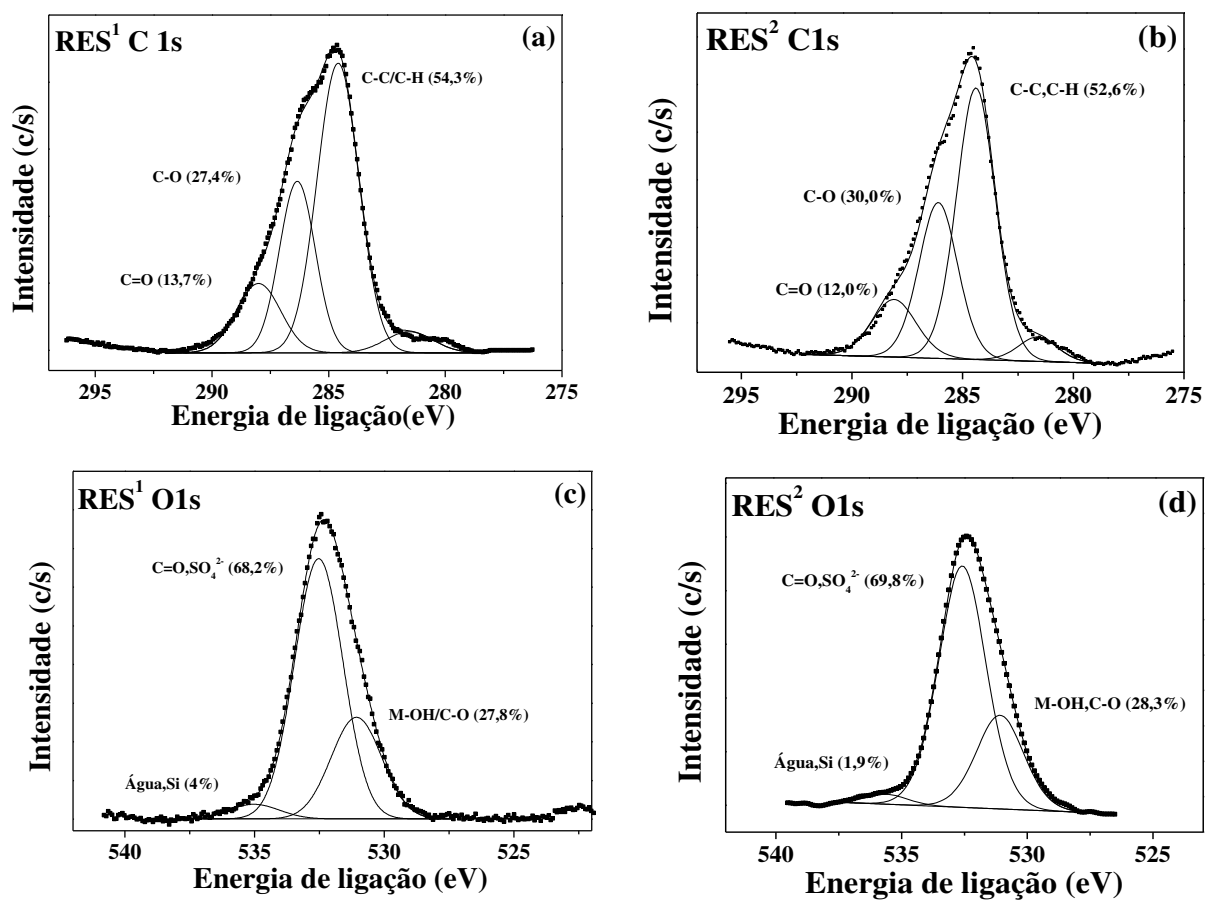 RES¹ C 1s
(a)
C-C/C-H (54,3%)
C-O (27,4%)
C=O (13,7%)
Intensidade (c/s)
295 290 285 280 275
Energia de ligação(eV)
RES² C1s
(b)
C-C,C-H (52,6%)
C-O (30,0%)
C=O (12,0%)
Intensidade (c/s)
295 290 285 280 275
Energia de ligação (eV)
RES¹ O1s
(c)
C=O,SO₄²⁻ (68,2%)
M-OH/C-O (27,8%)
Água,Si (4%)
Intensidade (c/s)
540 535 530 525
Energia de ligação (eV)
RES² O1s
(d)
C=O,SO₄²⁻ (69,8%)
M-OH,C-O (28,3%)
Água,Si (1,9%)
Intensidade (c/s)
540 535 530 525
Energia de ligação (eV)